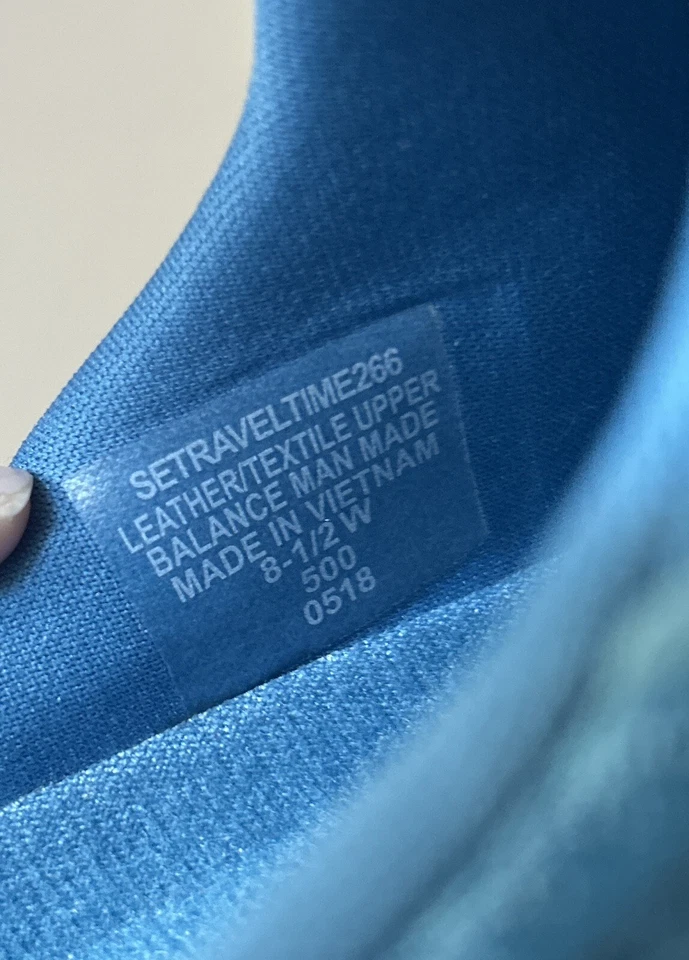 SETRAVELTIME266
LEATHER/TEXTILE UPPER
BALANCE MAN MADE
MADE IN VIETNAM
8-1/2 W
500
0518